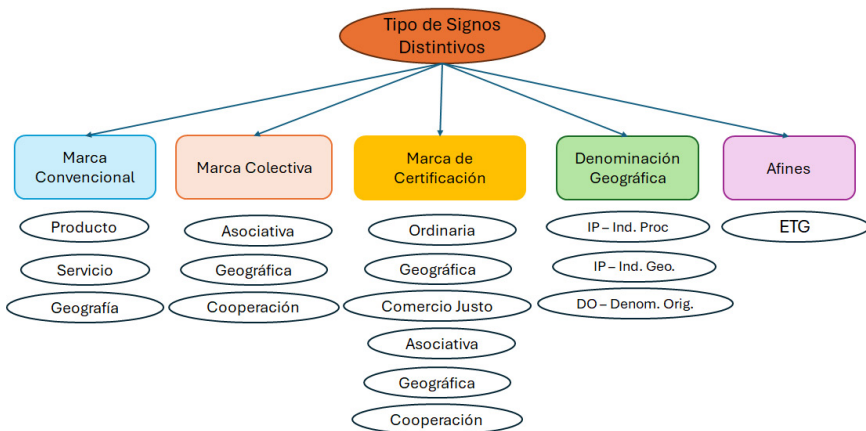 Tipo de Signos
Distintivos
Marca
Convencional
Marca Colectiva
Marca de
Certificación
Denominación
Geográfica
Afines
Producto
Servicio
Geografía
Asociativa
Geográfica
Cooperación
Ordinaria
Geográfica
Comercio Justo
Asociativa
Geográfica
Cooperación
IP – Ind. Proc
IP – Ind. Geo.
DO – Denom. Orig.
ETG